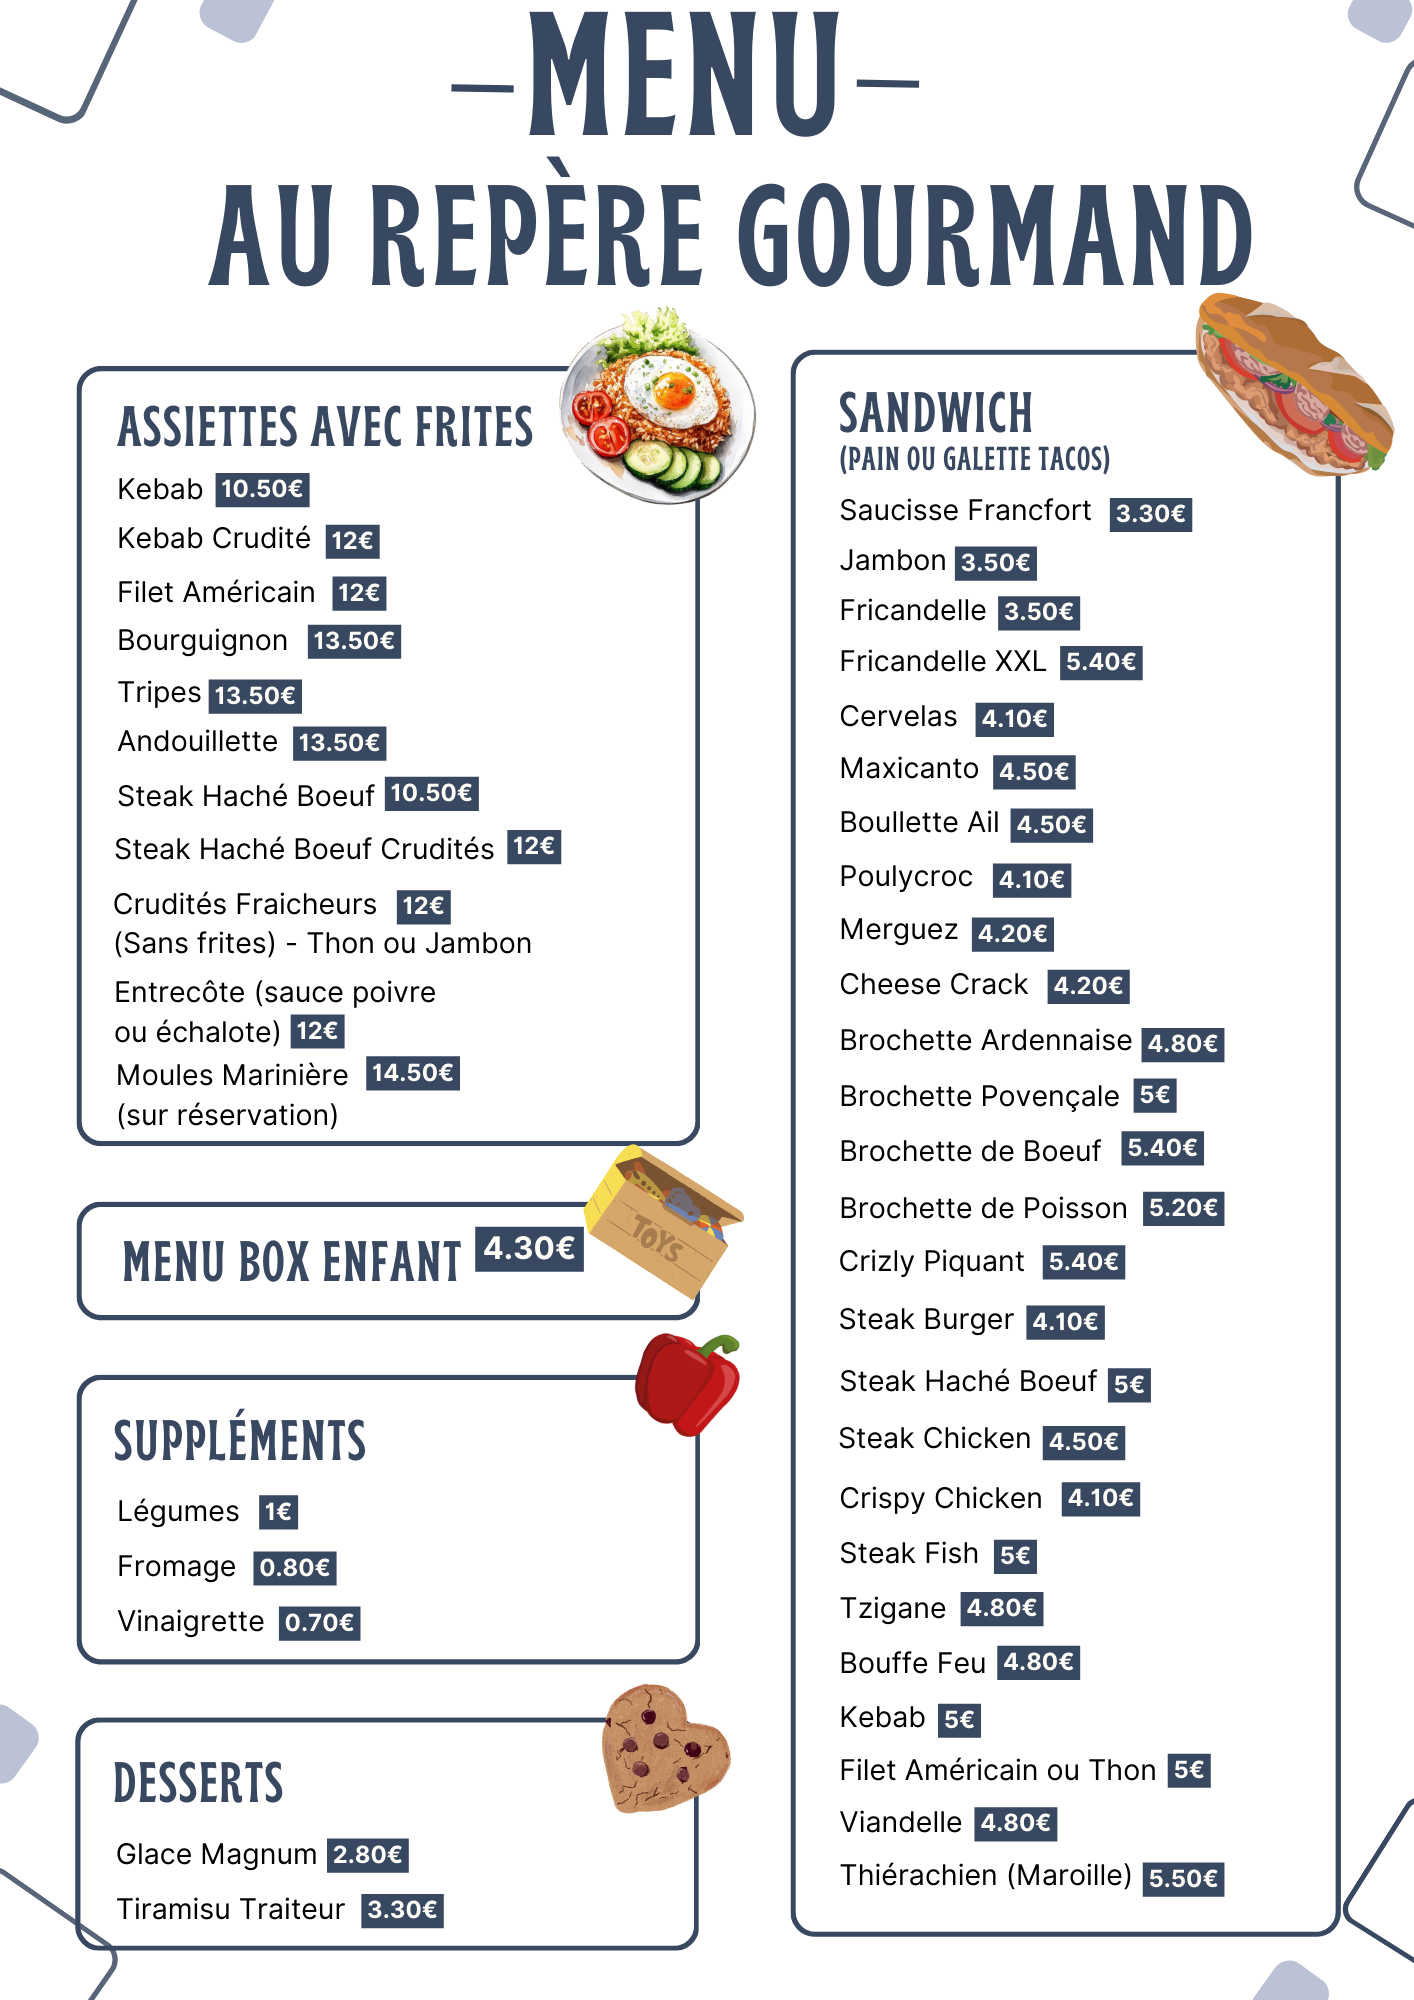 MENU
AU REPÈRE GOURMAND
ASSIETTES AVEC FRITES
Kebab 10.50€
Kebab Crudité 12€
Filet Américain 12€
Bourguignon 13.50€
Tripes 13.50€
Andouillette 13.50€
Steak Haché Boeuf 10.50€
Steak Haché Boeuf Crudités 12€
Crudités Fraicheurs 12€
(Sans frites) - Thon ou Jambon
Entrecôte (sauce poivre
ou échalote) 12€
Moules Marinière 14.50€
(sur réservation)
MENU BOX ENFANT 4.30€
TOYS
SUPPLÉMENTS
Légumes 1€
Fromage 0.80€
Vinaigrette 0.70€
DESSERTS
Glace Magnum 2.80€
Tiramisu Traiteur 3.30€
SANDWICH
(PAIN OU GALETTE TACOS)
Saucisse Francfort 3.30€
Jambon 3.50€
Fricandelle 3.50€
Fricandelle XXL 5.40€
Cervelas 4.10€
Maxicanto 4.50€
Boullette Ail 4.50€
Poulycroc 4.10€
Merguez 4.20€
Cheese Crack 4.20€
Brochette Ardennaise 4.80€
Brochette Povençale 5€
Brochette de Boeuf 5.40€
Brochette de Poisson 5.20€
Crizly Piquant 5.40€
Steak Burger 4.10€
Steak Haché Boeuf 5€
Steak Chicken 4.50€
Crispy Chicken 4.10€
Steak Fish 5€
Tzigane 4.80€
Bouffe Feu 4.80€
Kebab 5€
Filet Américain ou Thon 5€
Viandelle 4.80€
Thiérachien (Maroille) 5.50€